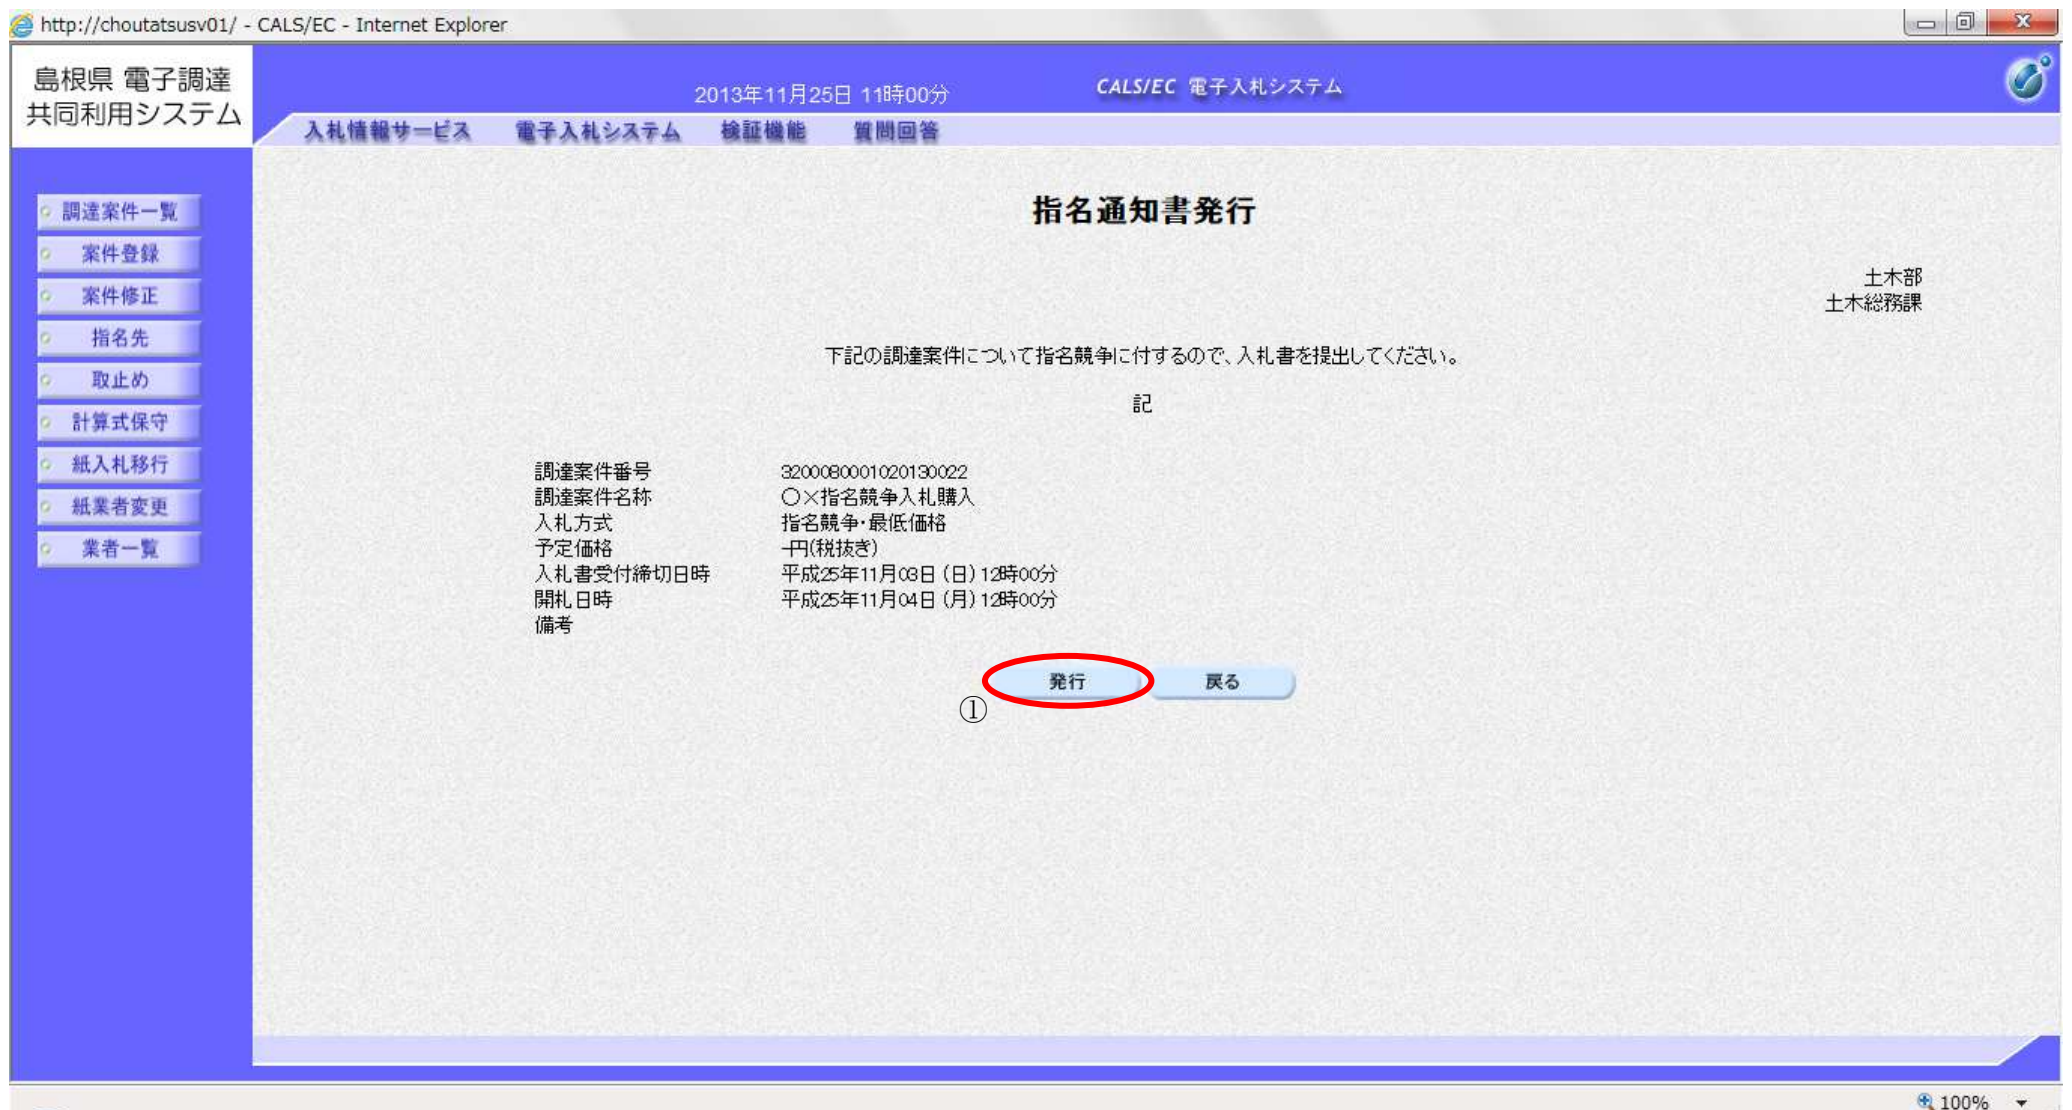 http://choutatsusv01/ - CALS/EC - Internet Explorer
島根県 電子調達
共同利用システム
2013年11月25日 11時00分
CALS/EC 電子入札システム
入札情報サービス 電子入札システム 検証機能 質問回答
調達案件一覧
案件登録
案件修正
指名先
取止め
計算式保守
紙入札移行
紙業者変更
業者一覧
指名通知書発行
土木部
土木総務課
下記の調達案件について指名競争に付するので、入札書を提出してください。
記
調達案件番号 3200080001020130022
調達案件名称 ○×指名競争入札購入
入札方式 指名競争・最低価格
予定価格 -円(税抜き)
入札書受付締切日時 平成25年11月03日(日)12時00分
開札日時 平成25年11月04日(月)12時00分
備考
発行 戻る
①
100%